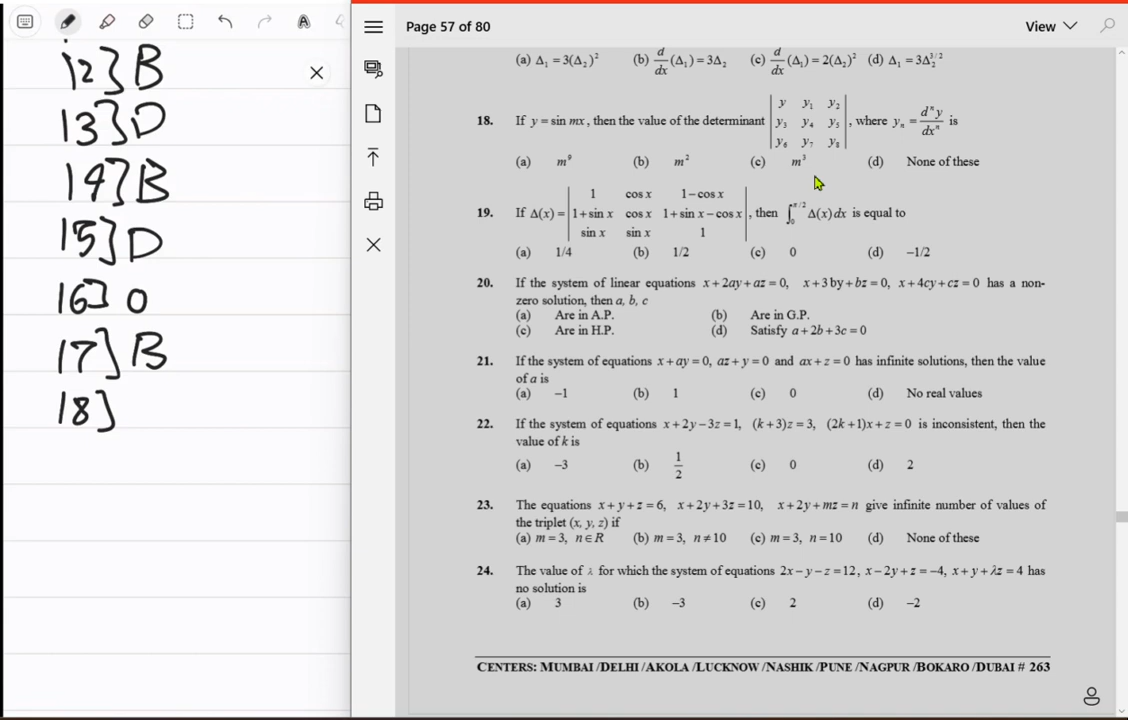 Page 57 of 80
View
12} B
13} D
14} B
15} D
16} 0
17} B
18}
(a) Δ₁ = 3(Δ₂)² (b) d/dx (Δ₁) = 3Δ₂ (c) d/dx (Δ₁) = 2(Δ₂)² (d) Δ₁ = 3Δ₂^{3/2}
18. If y = sin mx, then the value of the determinant | y y₁ y₂ ; y₃ y₄ y₅ ; y₆ y₇ y₈ |, where yₙ = dⁿy/dxⁿ is
(a) m⁹ (b) m² (c) m³ (d) None of these
19. If Δ(x) = | 1 cos x 1−cos x ; 1+sin x cos x 1+sin x−cos x ; sin x sin x 1 |, then ∫₀^{π/2} Δ(x) dx is equal to
(a) 1/4 (b) 1/2 (c) 0 (d) −1/2
20. If the system of linear equations x+2ay+az = 0, x+3by+bz = 0, x+4cy+cz = 0 has a non-
zero solution, then a, b, c
(a) Are in A.P. (b) Are in G.P.
(c) Are in H.P. (d) Satisfy a+2b+3c = 0
21. If the system of equations x+ay = 0, az+y = 0 and ax+z = 0 has infinite solutions, then the value
of a is
(a) −1 (b) 1 (c) 0 (d) No real values
22. If the system of equations x+2y−3z = 1, (k+3)z = 3, (2k+1)x+z = 0 is inconsistent, then the
value of k is
(a) −3 (b) 1/2 (c) 0 (d) 2
23. The equations x+y+z = 6, x+2y+3z = 10, x+2y+mz = n give infinite number of values of
the triplet (x, y, z) if
(a) m = 3, n∈R (b) m = 3, n≠10 (c) m = 3, n = 10 (d) None of these
24. The value of λ for which the system of equations 2x−y−z = 12, x−2y+z = −4, x+y+λz = 4 has
no solution is
(a) 3 (b) −3 (c) 2 (d) −2
CENTERS: MUMBAI /DELHI /AKOLA /LUCKNOW /NASHIK /PUNE /NAGPUR /BOKARO /DUBAI # 263